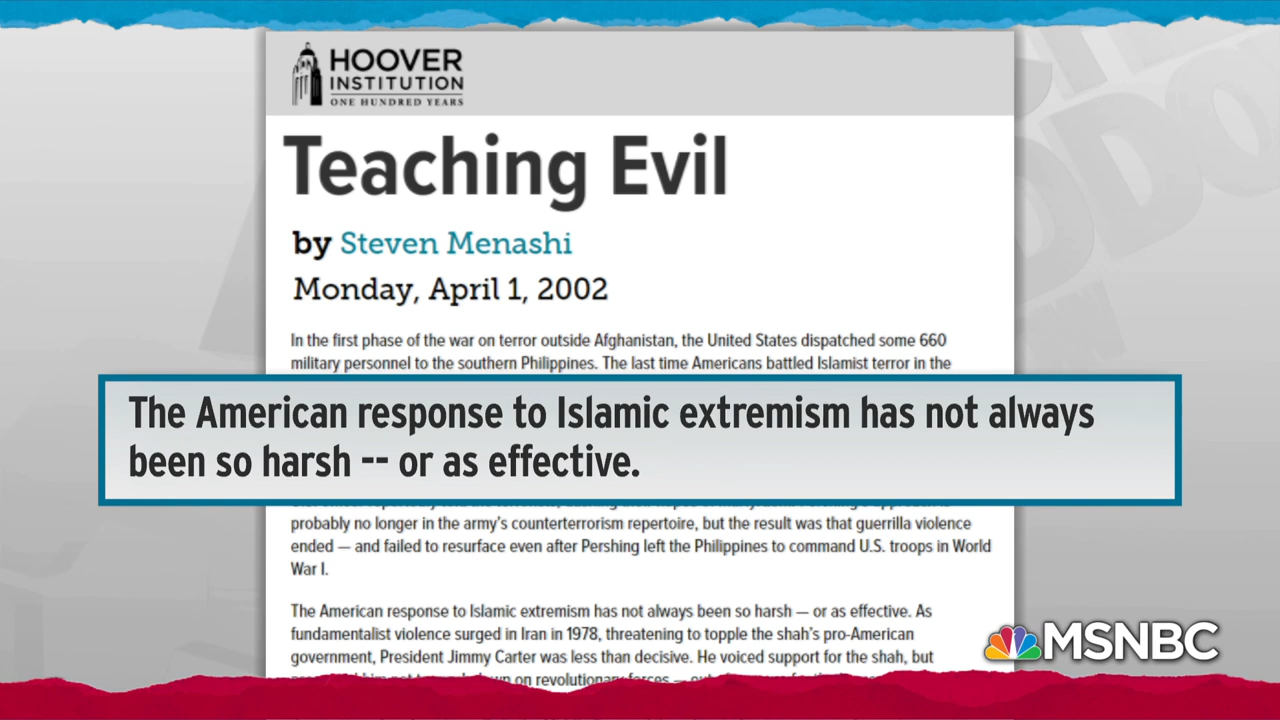 HOOVER
INSTITUTION
ONE HUNDRED YEARS
Teaching Evil
by Steven Menashi
Monday, April 1, 2002
In the first phase of the war on terror outside Afghanistan, the United States dispatched some 660
military personnel to the southern Philippines. The last time Americans battled Islamist terror in the
The American response to Islamic extremism has not always
been so harsh -- or as effective.
probably no longer in the army's counterterrorism repertoire, but the result was that guerrilla violence
ended — and failed to resurface even after Pershing left the Philippines to command U.S. troops in World
War I.
The American response to Islamic extremism has not always been so harsh — or as effective. As
fundamentalist violence surged in Iran in 1978, threatening to topple the shah's pro-American
government, President Jimmy Carter was less than decisive. He voiced support for the shah, but
on revolutionary forces —
MSNBC